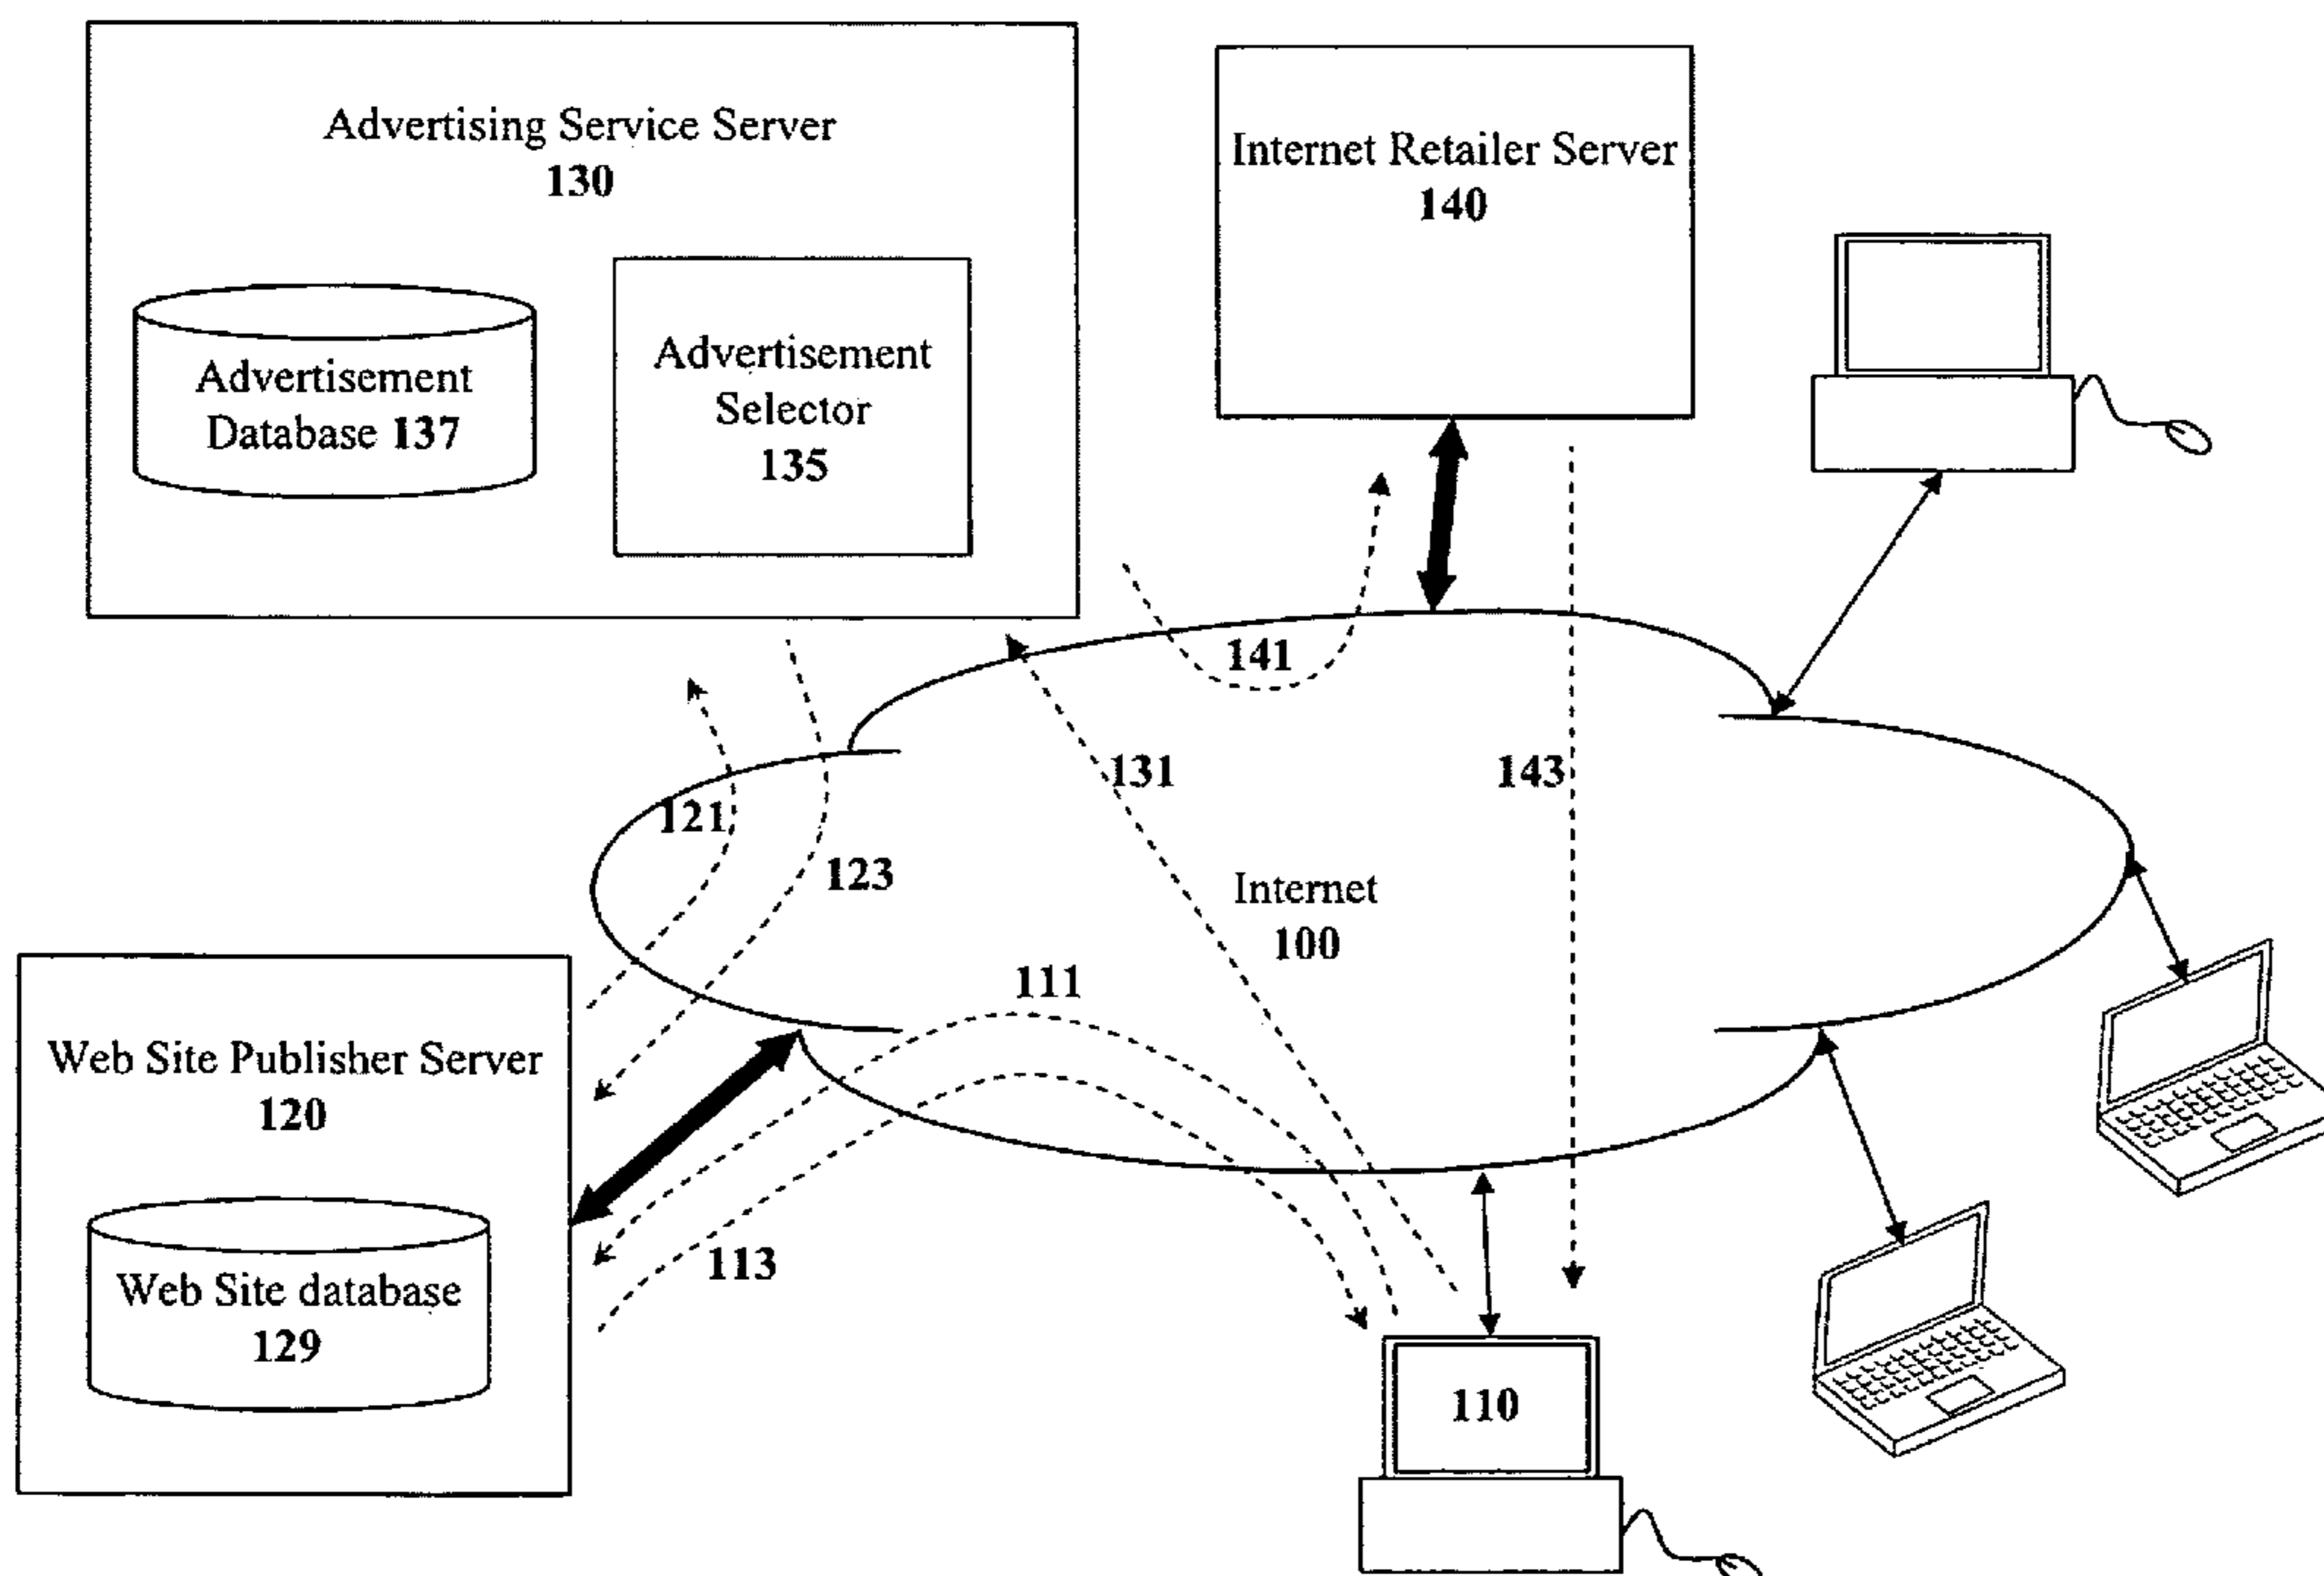 Advertising Service Server
130
Advertisement
Database 137
Advertisement
Selector
135
Internet Retailer Server
140
141
131
143
121
123
Internet
100
111
Web Site Publisher Server
120
113
Web Site database
129
110